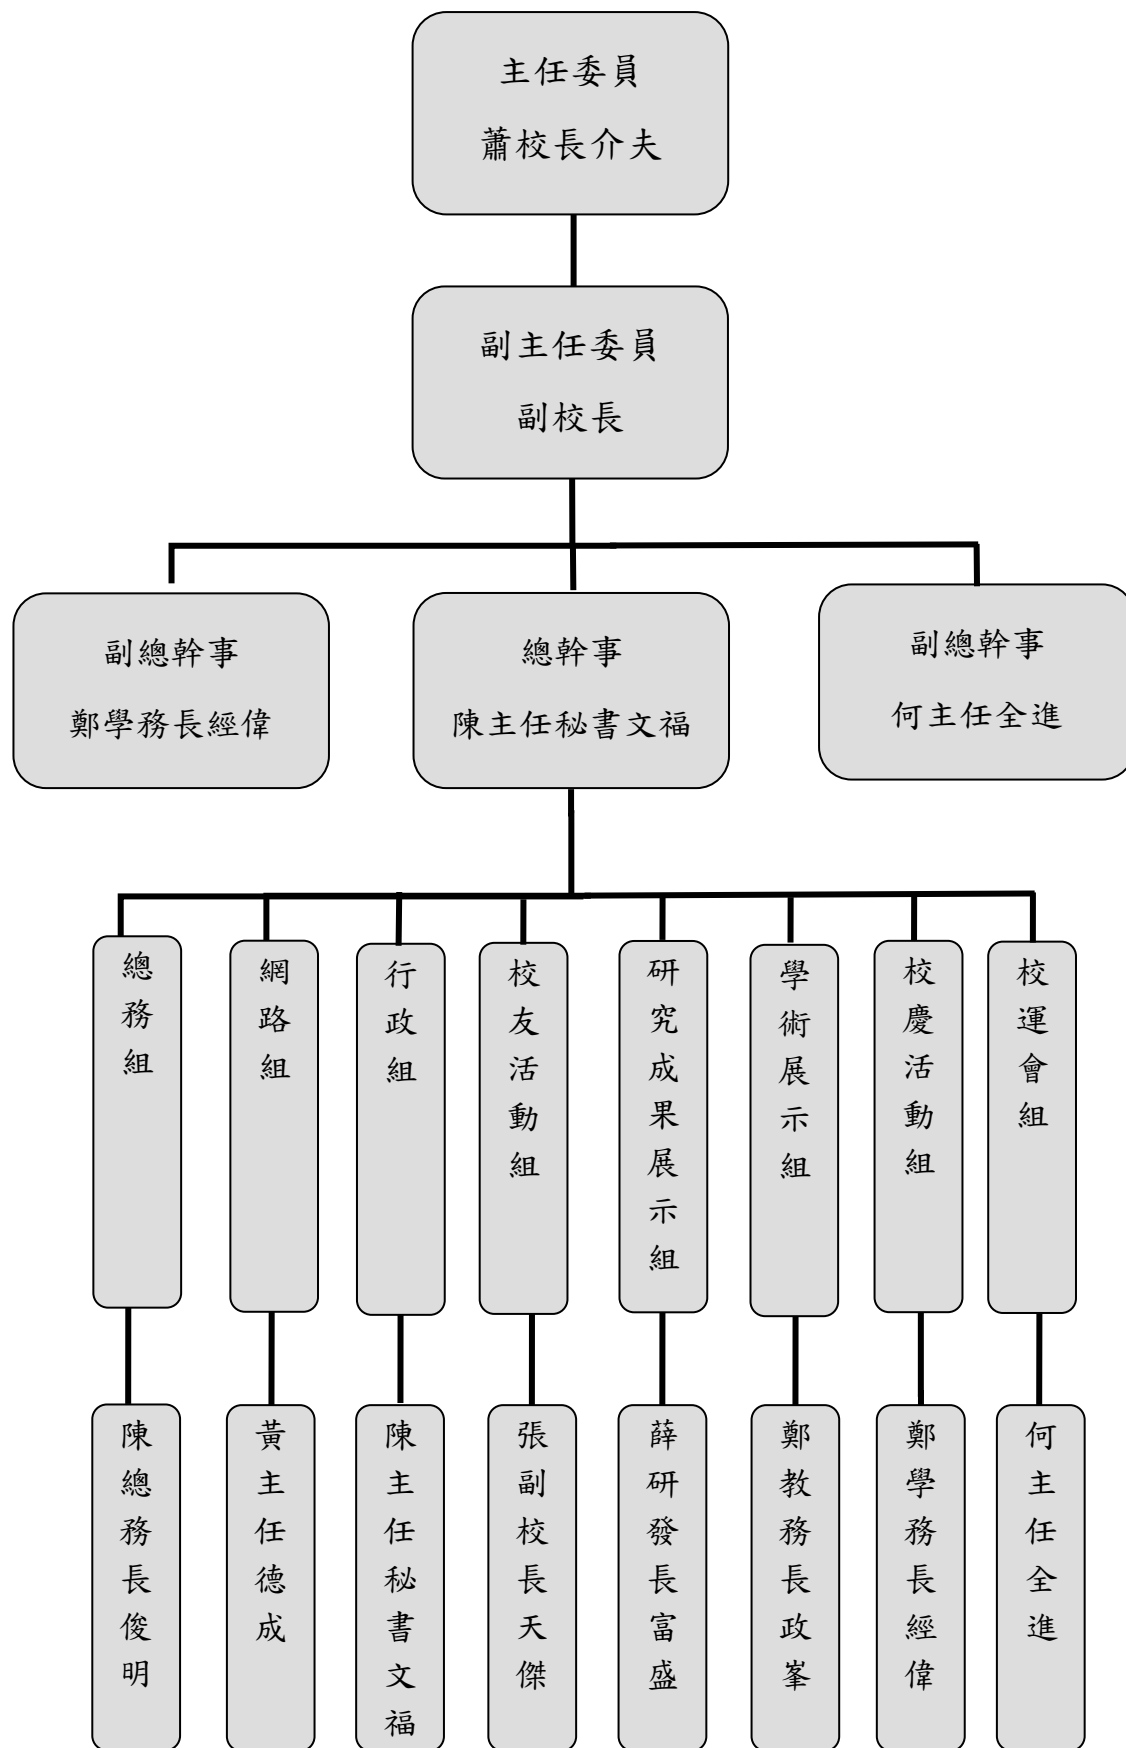 主任委員
蕭校長介夫
副主任委員
副校長
副總幹事
鄭學務長經偉
總幹事
陳主任秘書文福
副總幹事
何主任全進
總務組
網路組
行政組
校友活動組
研究成果展示組
學術展示組
校慶活動組
校運會組
陳總務長俊明
黃主任德成
陳主任秘書文福
張副校長天傑
薛研發長富盛
鄭教務長政峯
鄭學務長經偉
何主任全進